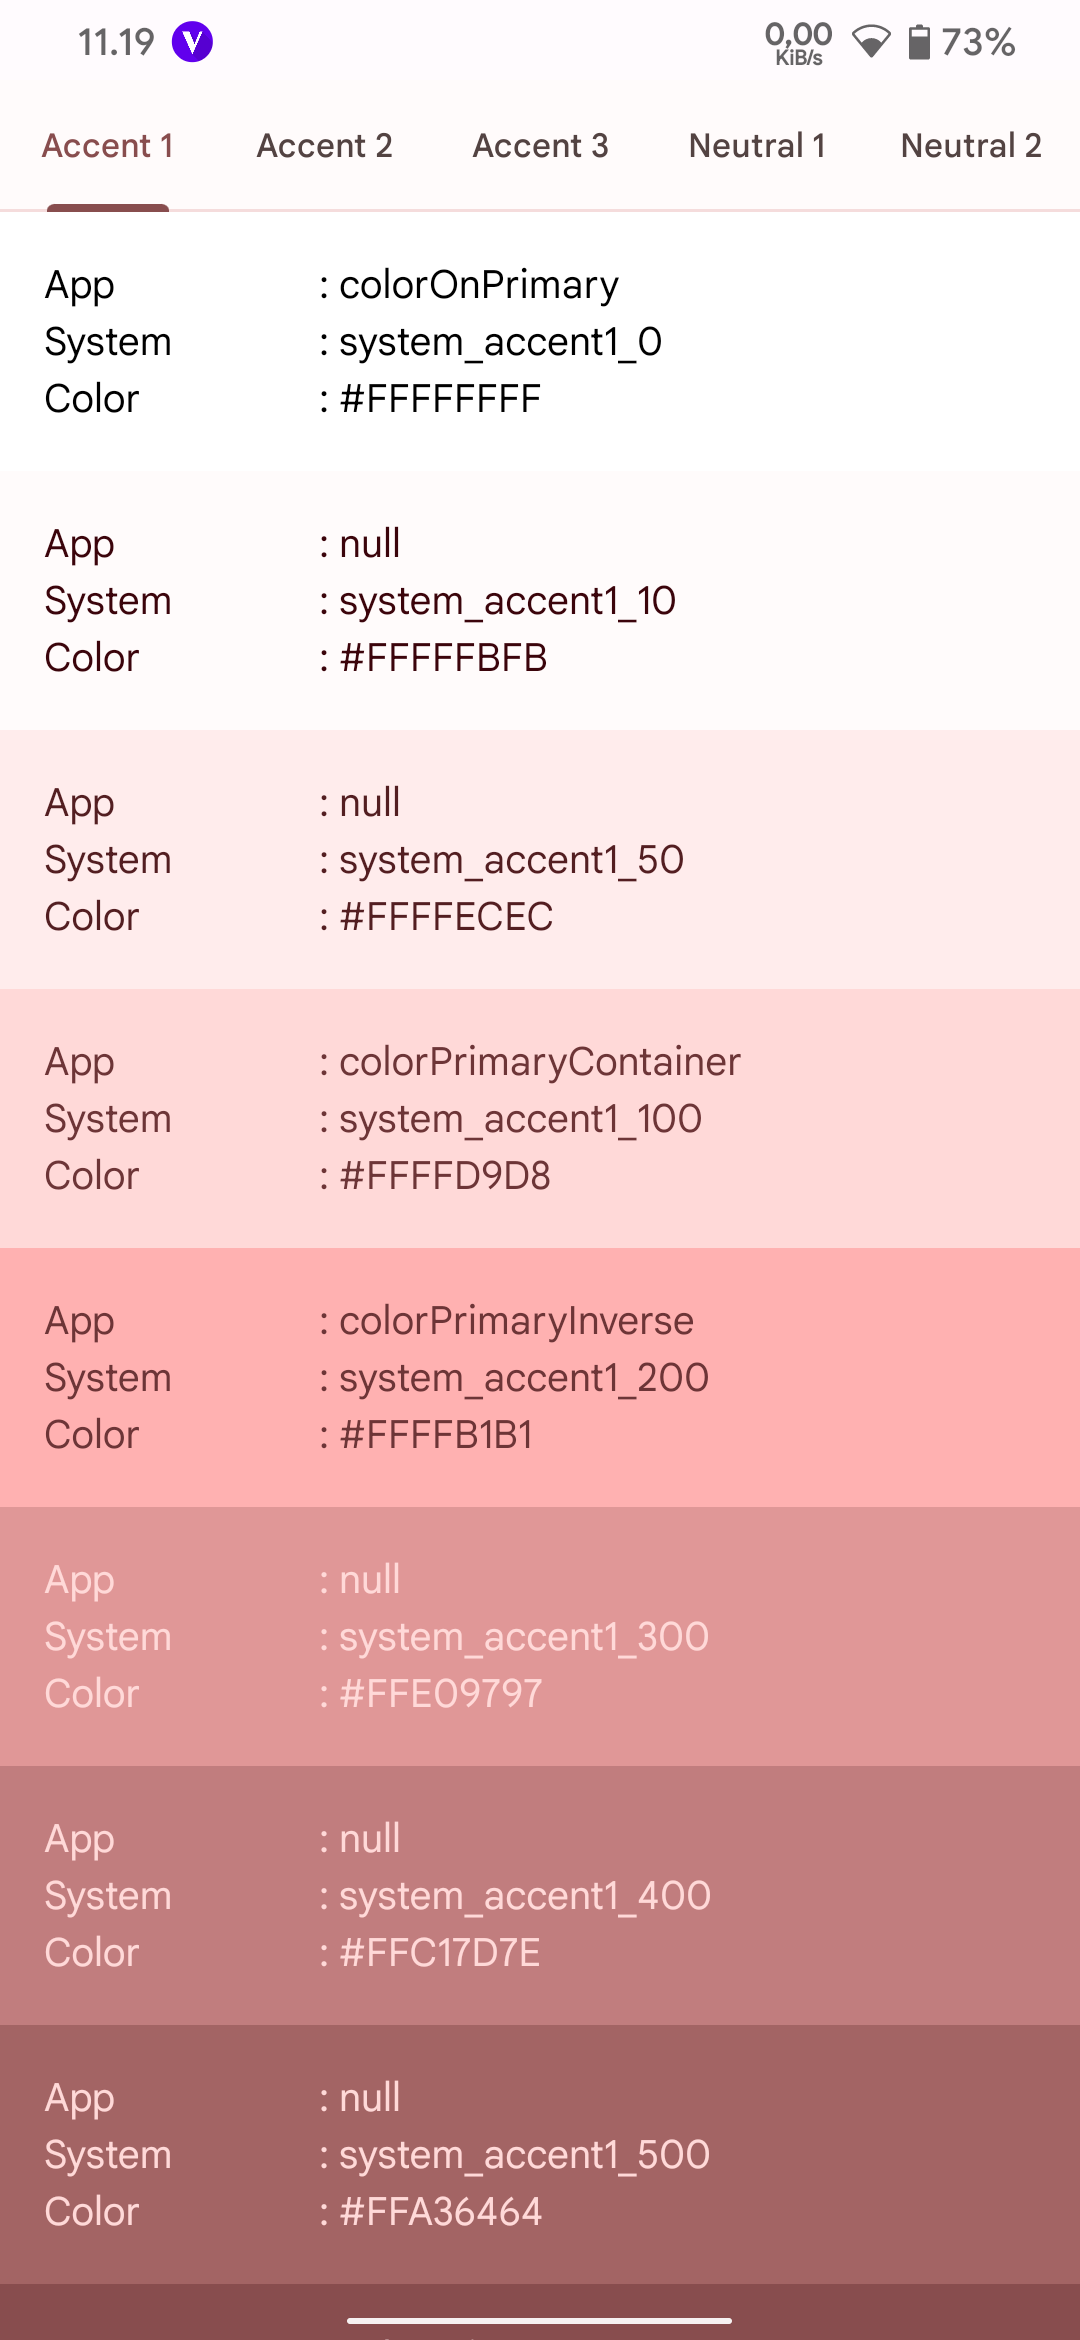 11.19 V 0,00 KiB/s 73%
Accent 1 Accent 2 Accent 3 Neutral 1 Neutral 2
App : colorOnPrimary
System : system_accent1_0
Color : #FFFFFFFF
App : null
System : system_accent1_10
Color : #FFFFFBFB
App : null
System : system_accent1_50
Color : #FFFFECEC
App : colorPrimaryContainer
System : system_accent1_100
Color : #FFFFD9D8
App : colorPrimaryInverse
System : system_accent1_200
Color : #FFFFB1B1
App : null
System : system_accent1_300
Color : #FFE09797
App : null
System : system_accent1_400
Color : #FFC17D7E
App : null
System : system_accent1_500
Color : #FFA36464